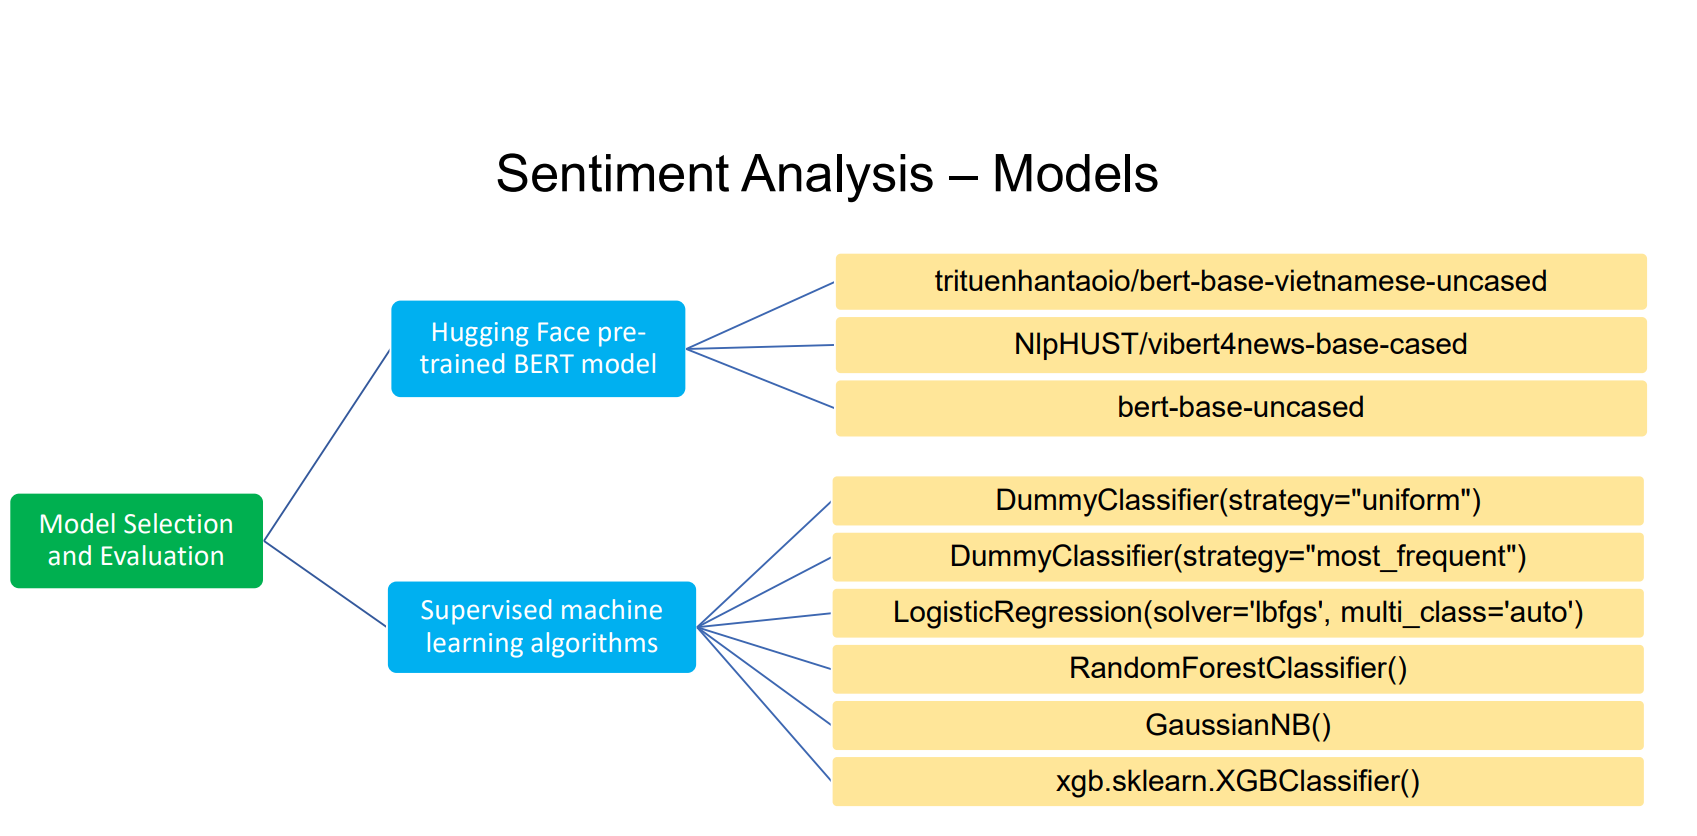 Sentiment Analysis – Models
Hugging Face pre-
trained BERT model
trituenhantaoio/bert-base-vietnamese-uncased
NlpHUST/vibert4news-base-cased
bert-base-uncased
Model Selection
and Evaluation
Supervised machine
learning algorithms
DummyClassifier(strategy="uniform")
DummyClassifier(strategy="most_frequent")
LogisticRegression(solver='lbfgs', multi_class='auto')
RandomForestClassifier()
GaussianNB()
xgb.sklearn.XGBClassifier()